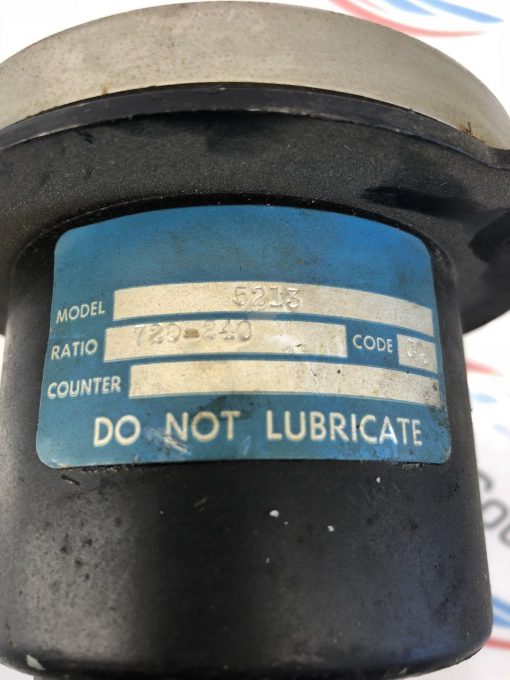 MODEL 5213
RATIO 720-240 CODE
COUNTER
DO NOT LUBRICATE